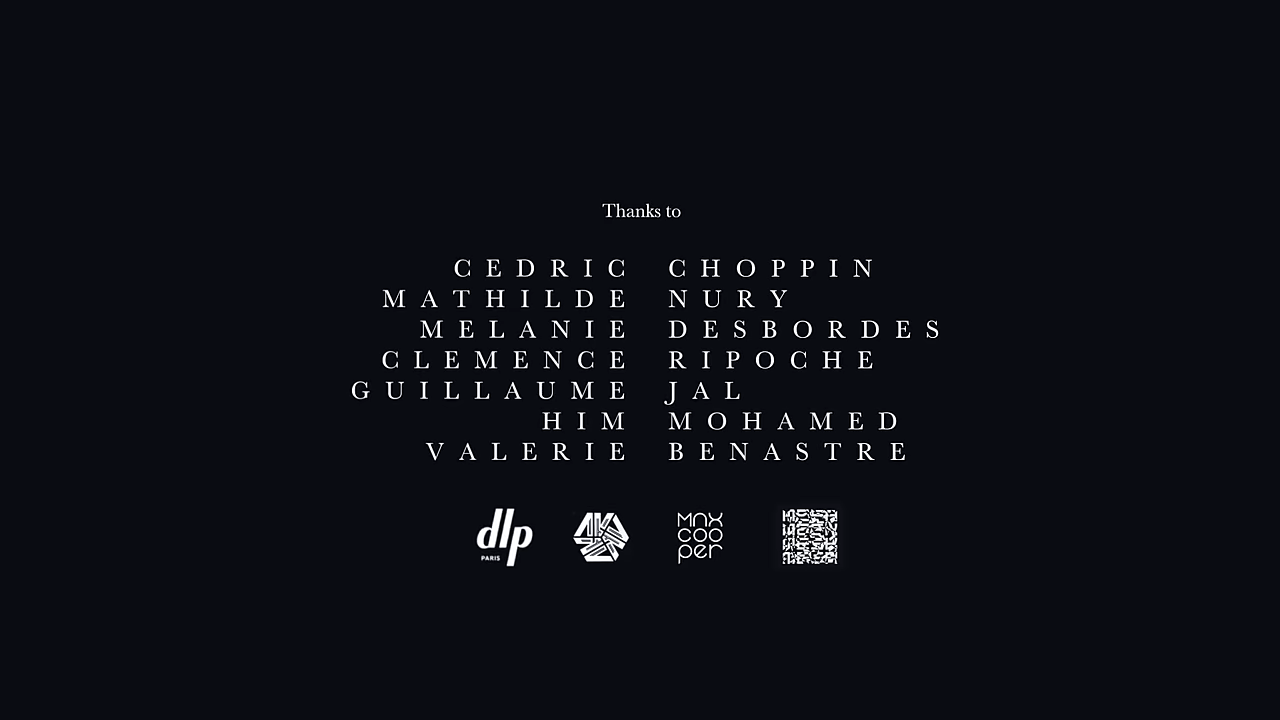 Thanks to
CEDRIC CHOPPIN
MATHILDE NURY
MELANIE DESBORDES
CLEMENCE RIPOCHE
GUILLAUME JAL
HIM MOHAMED
VALERIE BENASTRE
dlp
PARIS
Max
coo
per